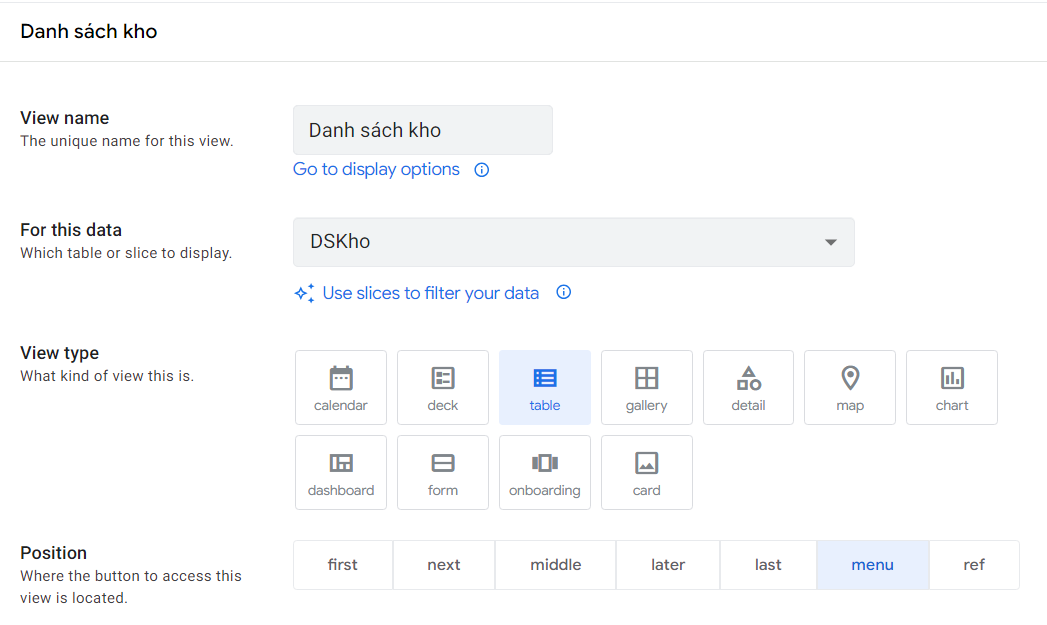 Danh sách kho
View name
The unique name for this view.
Danh sách kho
Go to display options
For this data
Which table or slice to display.
DSKho
Use slices to filter your data
View type
What kind of view this is.
calendar deck table gallery detail map chart
dashboard form onboarding card
Position
Where the button to access this
view is located.
first next middle later last menu ref